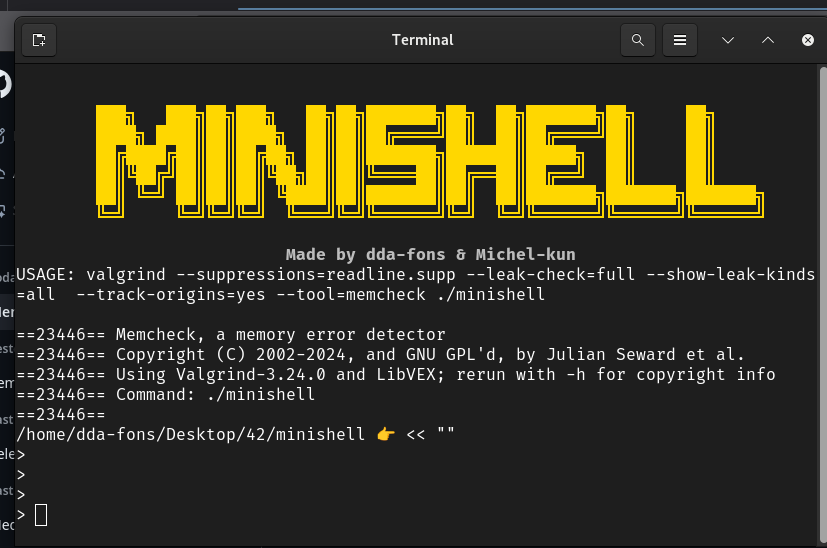 Terminal
MINISHELL
Made by dda-fons & Michel-kun
USAGE: valgrind --suppressions=readline.supp --leak-check=full --show-leak-kinds
=all  --track-origins=yes --tool=memcheck ./minishell
==23446== Memcheck, a memory error detector
==23446== Copyright (C) 2002-2024, and GNU GPL'd, by Julian Seward et al.
==23446== Using Valgrind-3.24.0 and LibVEX; rerun with -h for copyright info
==23446== Command: ./minishell
==23446==
/home/dda-fons/Desktop/42/minishell 👉 << ""
>
>
>
>